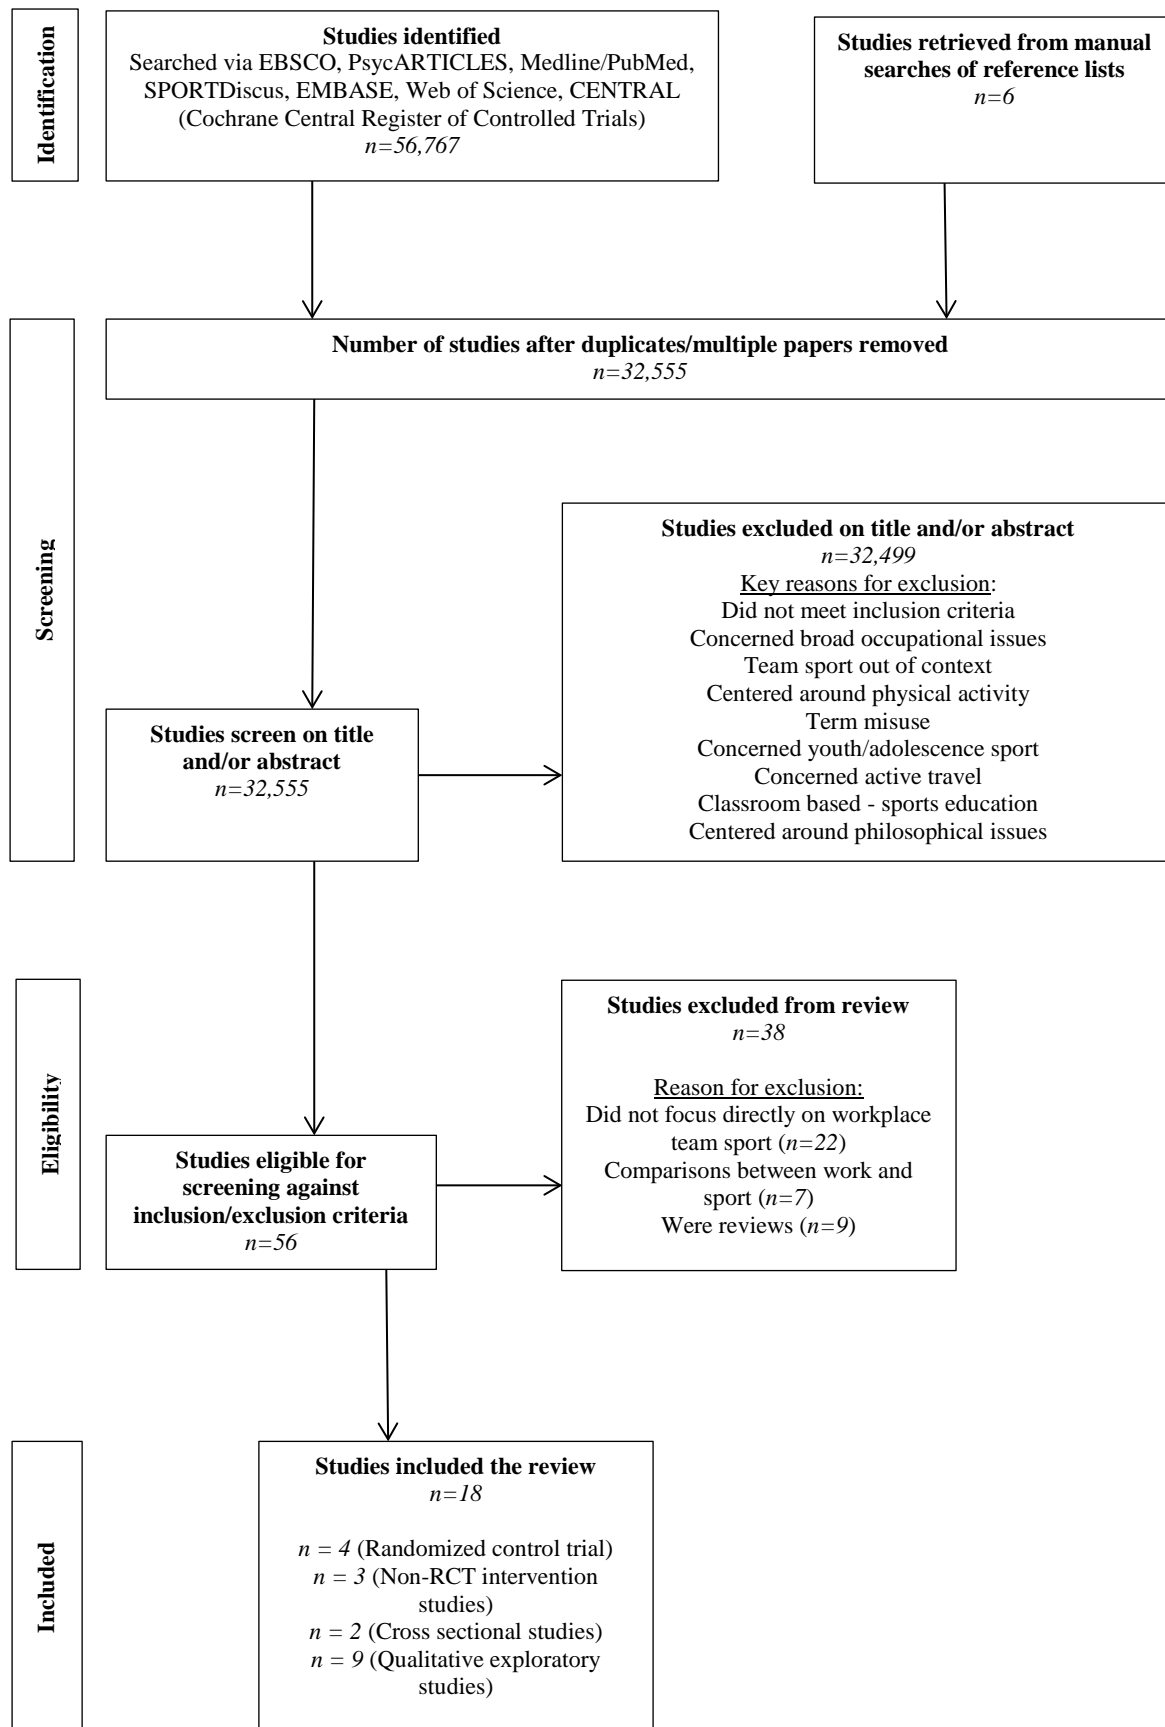 Identification
Studies identified
Searched via EBSCO, PsycARTICLES, Medline/PubMed,
SPORTDiscus, EMBASE, Web of Science, CENTRAL
(Cochrane Central Register of Controlled Trials)
n=56,767
Studies retrieved from manual
searches of reference lists
n=6
Screening
Number of studies after duplicates/multiple papers removed
n=32,555
Studies screen on title
and/or abstract
n=32,555
Studies excluded on title and/or abstract
n=32,499
Key reasons for exclusion:
Did not meet inclusion criteria
Concerned broad occupational issues
Team sport out of context
Centered around physical activity
Term misuse
Concerned youth/adolescence sport
Concerned active travel
Classroom based - sports education
Centered around philosophical issues
Eligibility
Studies eligible for
screening against
inclusion/exclusion criteria
n=56
Studies excluded from review
n=38
Reason for exclusion:
Did not focus directly on workplace
team sport (n=22)
Comparisons between work and
sport (n=7)
Were reviews (n=9)
Included
Studies included the review
n=18
n = 4 (Randomized control trial)
n = 3 (Non-RCT intervention
studies)
n = 2 (Cross sectional studies)
n = 9 (Qualitative exploratory
studies)